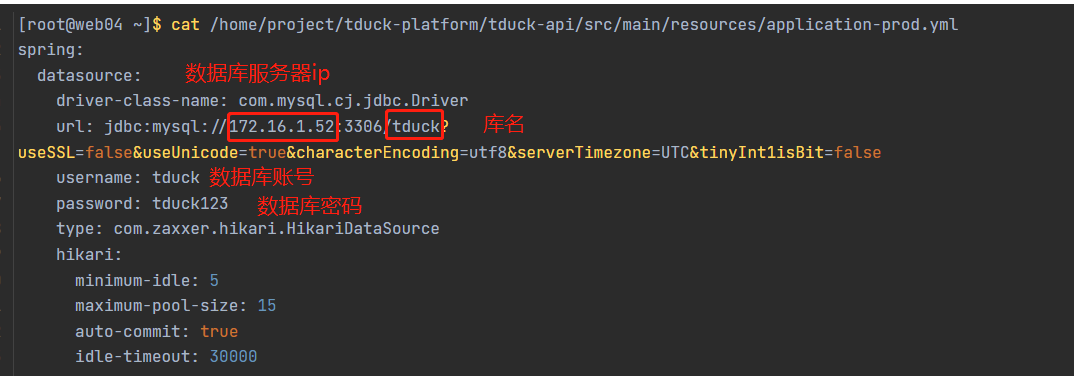 [root@web04 ~]$ cat /home/project/tduck-platform/tduck-api/src/main/resources/application-prod.yml
spring:
datasource: 数据库服务器ip
driver-class-name: com.mysql.cj.jdbc.Driver
url: jdbc:mysql://172.16.1.52:3306/tduck? 库名
useSSL=false&useUnicode=true&characterEncoding=utf8&serverTimezone=UTC&tinyInt1isBit=false
username: tduck 数据库账号
password: tduck123 数据库密码
type: com.zaxxer.hikari.HikariDataSource
hikari:
minimum-idle: 5
maximum-pool-size: 15
auto-commit: true
idle-timeout: 30000